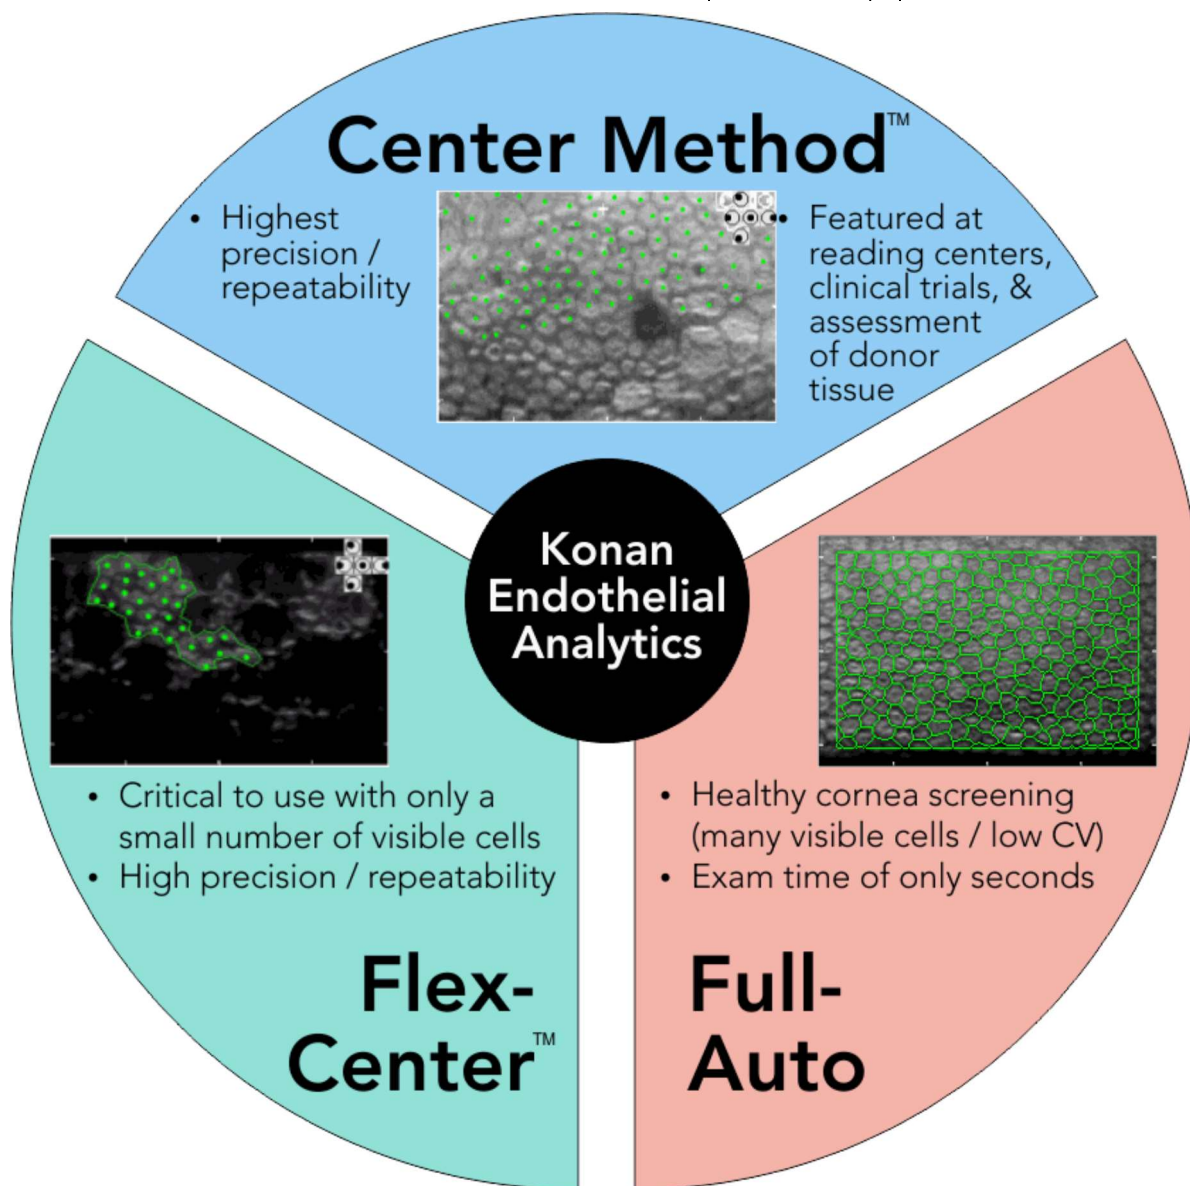 Center Method™
• Highest
precision /
repeatability
• Featured at
reading centers,
clinical trials, &
assessment
of donor
tissue
Konan
Endothelial
Analytics
• Critical to use with only a
small number of visible cells
• High precision / repeatability
Flex-
Center™
• Healthy cornea screening
(many visible cells / low CV)
• Exam time of only seconds
Full-
Auto